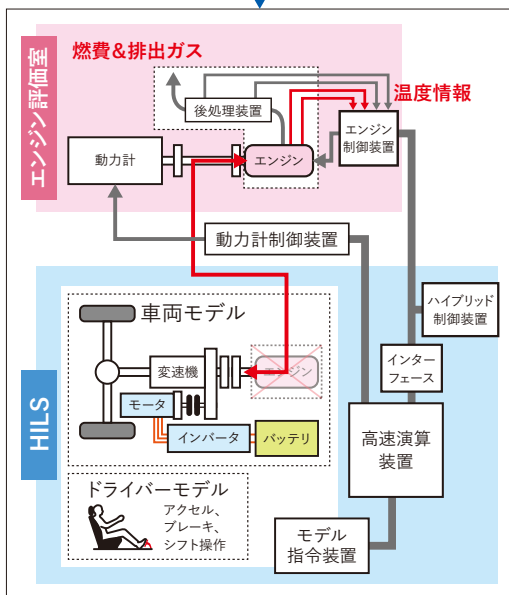 エンジン評価室
燃費&排出ガス
後処理装置
温度情報
エンジン
制御装置
動力計
エンジン
動力計制御装置
HILS
車両モデル
変速機
エンジン
モータ
インバータ
バッテリ
ドライバーモデル
アクセル、
ブレーキ、
シフト操作
ハイブリッド
制御装置
インター
フェース
高速演算
装置
モデル
指令装置